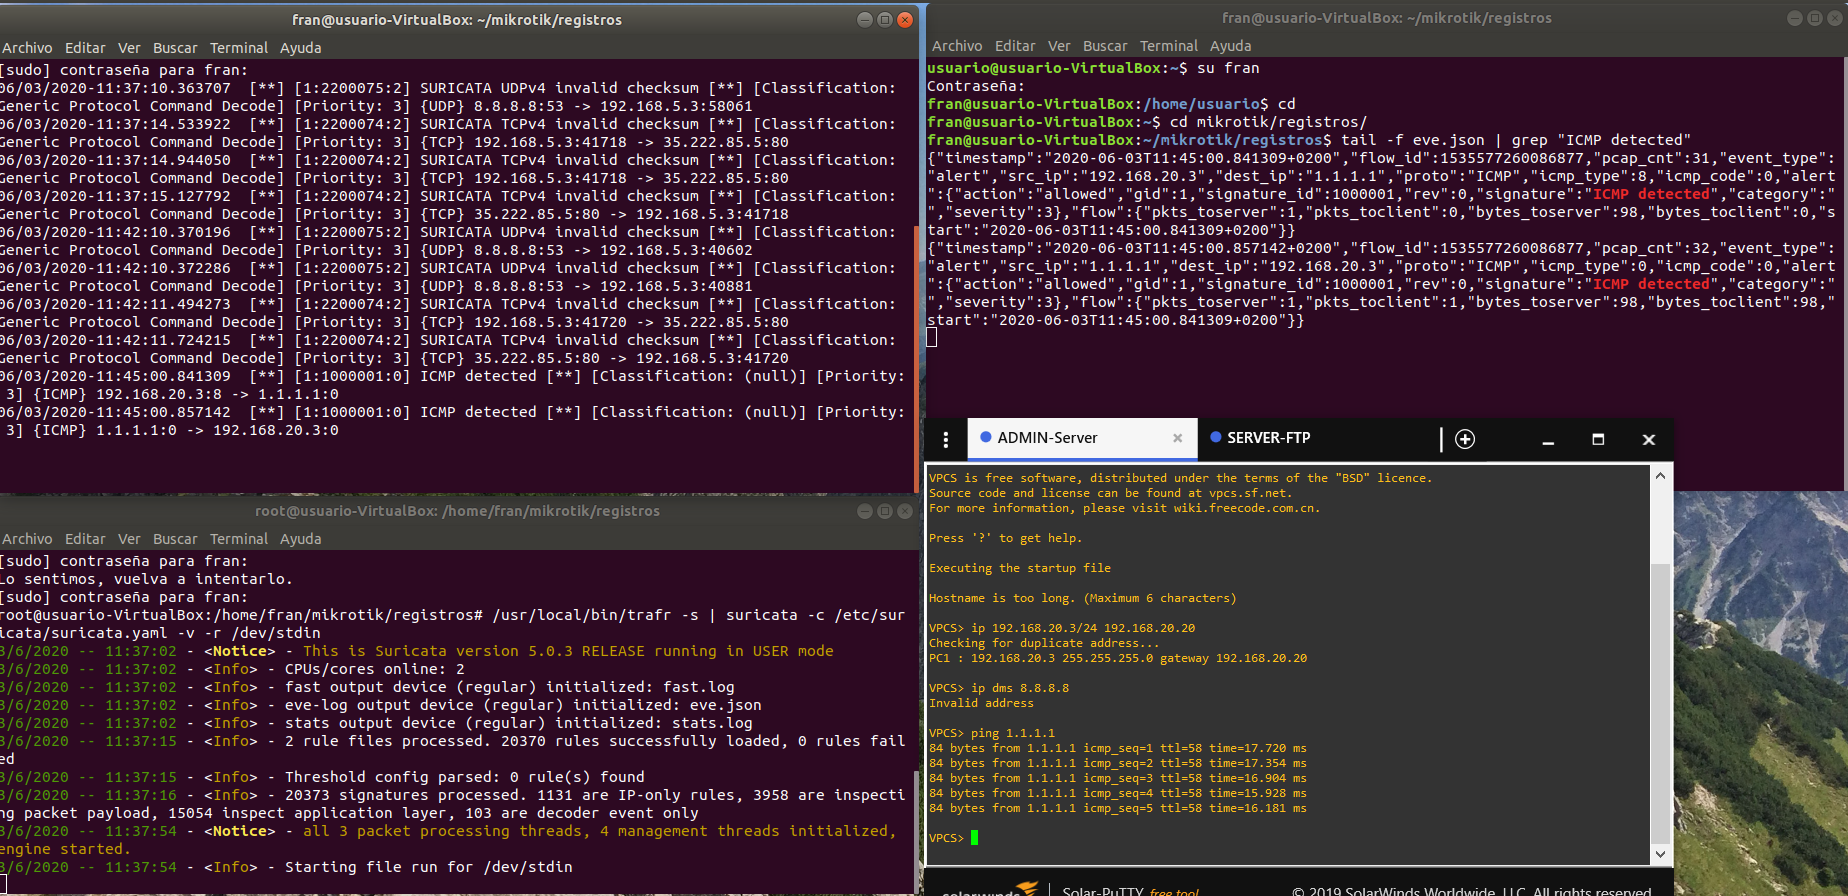 fran@usuario-VirtualBox: ~/mikrotik/registros
Archivo Editar Ver Buscar Terminal Ayuda
[sudo] contraseña para fran:
06/03/2020-11:37:10.363707  [**] [1:2200075:2] SURICATA UDPv4 invalid checksum [**] [Classification:
Generic Protocol Command Decode] [Priority: 3] {UDP} 8.8.8.8:53 -> 192.168.5.3:58061
06/03/2020-11:37:14.533922  [**] [1:2200074:2] SURICATA TCPv4 invalid checksum [**] [Classification:
Generic Protocol Command Decode] [Priority: 3] {TCP} 192.168.5.3:41718 -> 35.222.85.5:80
06/03/2020-11:37:14.944050  [**] [1:2200074:2] SURICATA TCPv4 invalid checksum [**] [Classification:
Generic Protocol Command Decode] [Priority: 3] {TCP} 192.168.5.3:41718 -> 35.222.85.5:80
06/03/2020-11:37:15.127792  [**] [1:2200074:2] SURICATA TCPv4 invalid checksum [**] [Classification:
Generic Protocol Command Decode] [Priority: 3] {TCP} 35.222.85.5:80 -> 192.168.5.3:41718
06/03/2020-11:42:10.370196  [**] [1:2200075:2] SURICATA UDPv4 invalid checksum [**] [Classification:
Generic Protocol Command Decode] [Priority: 3] {UDP} 8.8.8.8:53 -> 192.168.5.3:40602
06/03/2020-11:42:10.372286  [**] [1:2200075:2] SURICATA UDPv4 invalid checksum [**] [Classification:
Generic Protocol Command Decode] [Priority: 3] {UDP} 8.8.8.8:53 -> 192.168.5.3:40881
06/03/2020-11:42:11.494273  [**] [1:2200074:2] SURICATA TCPv4 invalid checksum [**] [Classification:
Generic Protocol Command Decode] [Priority: 3] {TCP} 192.168.5.3:41720 -> 35.222.85.5:80
06/03/2020-11:42:11.724215  [**] [1:2200074:2] SURICATA TCPv4 invalid checksum [**] [Classification:
Generic Protocol Command Decode] [Priority: 3] {TCP} 35.222.85.5:80 -> 192.168.5.3:41720
06/03/2020-11:45:00.841309  [**] [1:1000001:0] ICMP detected [**] [Classification: (null)] [Priority:
3] {ICMP} 192.168.20.3:8 -> 1.1.1.1:0
06/03/2020-11:45:00.857142  [**] [1:1000001:0] ICMP detected [**] [Classification: (null)] [Priority:
3] {ICMP} 1.1.1.1:0 -> 192.168.20.3:0
fran@usuario-VirtualBox: ~/mikrotik/registros
Archivo Editar Ver Buscar Terminal Ayuda
usuario@usuario-VirtualBox:~$ su fran
Contraseña:
fran@usuario-VirtualBox:/home/usuario$ cd
fran@usuario-VirtualBox:~$ cd mikrotik/registros/
fran@usuario-VirtualBox:~/mikrotik/registros$ tail -f eve.json | grep "ICMP detected"
{"timestamp":"2020-06-03T11:45:00.841309+0200","flow_id":1535577260086877,"pcap_cnt":31,"event_type":
"alert","src_ip":"192.168.20.3","dest_ip":"1.1.1.1","proto":"ICMP","icmp_type":8,"icmp_code":0,"alert
":{"action":"allowed","gid":1,"signature_id":1000001,"rev":0,"signature":"ICMP detected","category":"
","severity":3},"flow":{"pkts_toserver":1,"pkts_toclient":0,"bytes_toserver":98,"bytes_toclient":0,"s
tart":"2020-06-03T11:45:00.841309+0200"}}
{"timestamp":"2020-06-03T11:45:00.857142+0200","flow_id":1535577260086877,"pcap_cnt":32,"event_type":
"alert","src_ip":"1.1.1.1","dest_ip":"192.168.20.3","proto":"ICMP","icmp_type":0,"icmp_code":0,"alert
":{"action":"allowed","gid":1,"signature_id":1000001,"rev":0,"signature":"ICMP detected","category":"
","severity":3},"flow":{"pkts_toserver":1,"pkts_toclient":1,"bytes_toserver":98,"bytes_toclient":98,"
start":"2020-06-03T11:45:00.841309+0200"}}
root@usuario-VirtualBox: /home/fran/mikrotik/registros
Archivo Editar Ver Buscar Terminal Ayuda
[sudo] contraseña para fran:
Lo sentimos, vuelva a intentarlo.
[sudo] contraseña para fran:
root@usuario-VirtualBox:/home/fran/mikrotik/registros# /usr/local/bin/trafr -s | suricata -c /etc/sur
icata/suricata.yaml -v -r /dev/stdin
3/6/2020 -- 11:37:02 - <Notice> - This is Suricata version 5.0.3 RELEASE running in USER mode
3/6/2020 -- 11:37:02 - <Info> - CPUs/cores online: 2
3/6/2020 -- 11:37:02 - <Info> - fast output device (regular) initialized: fast.log
3/6/2020 -- 11:37:02 - <Info> - eve-log output device (regular) initialized: eve.json
3/6/2020 -- 11:37:02 - <Info> - stats output device (regular) initialized: stats.log
3/6/2020 -- 11:37:15 - <Info> - 2 rule files processed. 20370 rules successfully loaded, 0 rules fail
ed
3/6/2020 -- 11:37:15 - <Info> - Threshold config parsed: 0 rule(s) found
3/6/2020 -- 11:37:16 - <Info> - 20373 signatures processed. 1131 are IP-only rules, 3958 are inspecti
ng packet payload, 15054 inspect application layer, 103 are decoder event only
3/6/2020 -- 11:37:54 - <Notice> - all 3 packet processing threads, 4 management threads initialized,
engine started.
3/6/2020 -- 11:37:54 - <Info> - Starting file run for /dev/stdin
ADMIN-Server
SERVER-FTP
VPCS is free software, distributed under the terms of the "BSD" licence.
Source code and license can be found at vpcs.sf.net.
For more information, please visit wiki.freecode.com.cn.
Press '?' to get help.
Executing the startup file
Hostname is too long. (Maximum 6 characters)
VPCS> ip 192.168.20.3/24 192.168.20.20
Checking for duplicate address...
PC1 : 192.168.20.3 255.255.255.0 gateway 192.168.20.20
VPCS> ip dms 8.8.8.8
Invalid address
VPCS> ping 1.1.1.1
84 bytes from 1.1.1.1 icmp_seq=1 ttl=58 time=17.720 ms
84 bytes from 1.1.1.1 icmp_seq=2 ttl=58 time=17.354 ms
84 bytes from 1.1.1.1 icmp_seq=3 ttl=58 time=16.904 ms
84 bytes from 1.1.1.1 icmp_seq=4 ttl=58 time=15.928 ms
84 bytes from 1.1.1.1 icmp_seq=5 ttl=58 time=16.181 ms
VPCS>
solarwinds | Solar-PuTTY free tool
© 2019 SolarWinds Worldwide, LLC. All rights reserved.